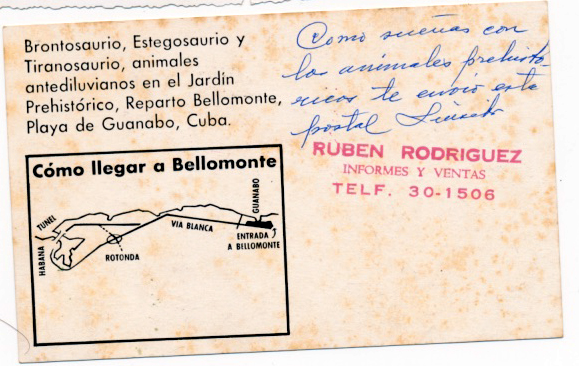 Brontosaurio, Estegosaurio y
Tiranosaurio, animales
antediluvianos en el Jardín
Prehistórico, Reparto Bellomonte,
Playa de Guanabo, Cuba.
Como sueñas con
los animales prehistó-
ricos te envio esta
postal
RUBEN RODRIGUEZ
INFORMES Y VENTAS
TELF. 30-1506
Cómo llegar a Bellomonte
TUNEL
HABANA
ROTONDA
VIA BLANCA
GUANABO
ENTRADA
A BELLOMONTE